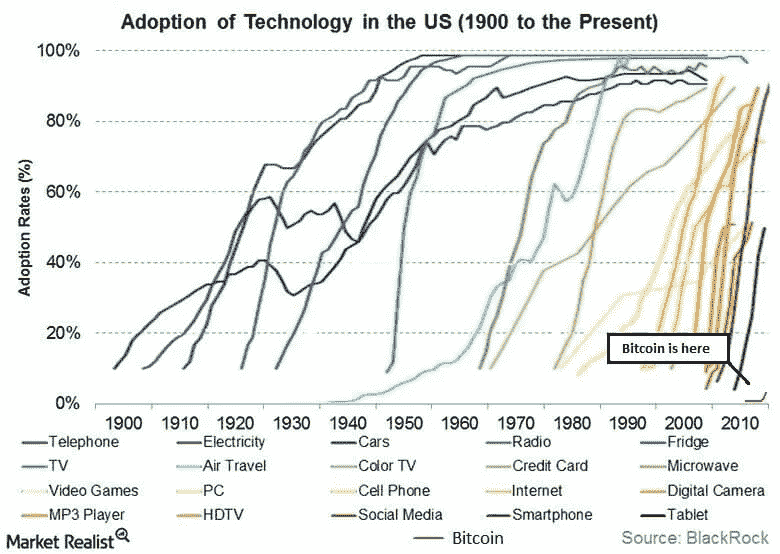 Adoption of Technology in the US (1900 to the Present)
100%
80%
60%
40%
20%
0%
Adoption Rates (%)
Bitcoin is here
1900 1910 1920 1930 1940 1950 1960 1970 1980 1990 2000 2010
Telephone Electricity Cars Radio Fridge
TV Air Travel Color TV Credit Card Microwave
Video Games PC Cell Phone Internet Digital Camera
MP3 Player HDTV Social Media Smartphone Tablet
Market Realist Bitcoin Source: BlackRock